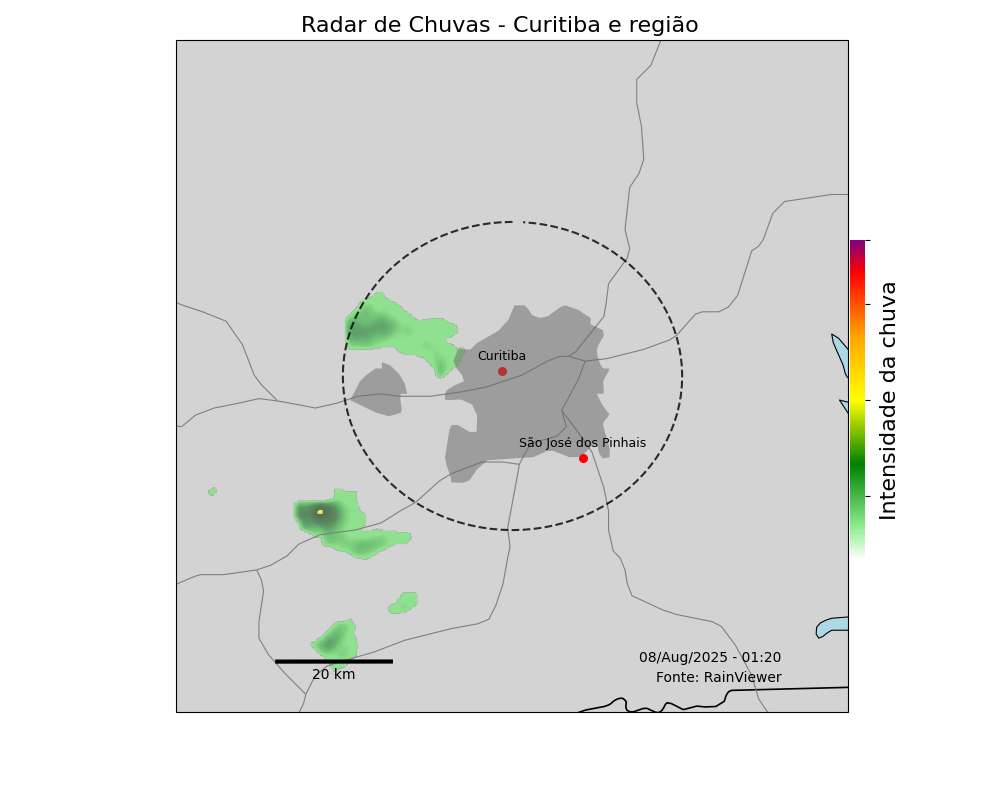 Radar de Chuvas - Curitiba e região
Curitiba
São José dos Pinhais
Intensidade da chuva
08/Aug/2025 - 01:20
Fonte: RainViewer
20 km